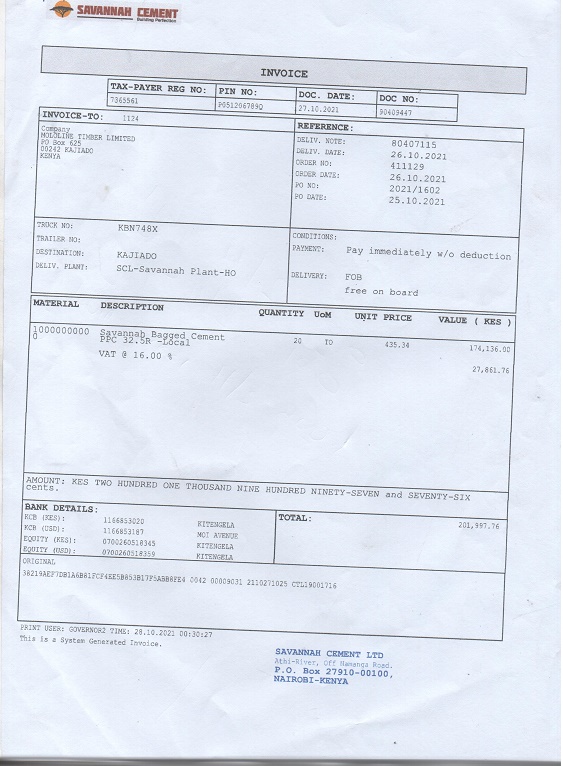 SAVANNAH CEMENT
Building Perfection
INVOICE
TAX-PAYER REG NO: PIN NO: DOC. DATE: DOC NO:
7365561 P051206789Q 27.10.2021 90409447
INVOICE-TO: 1124
Company
MOLOLINE TIMBER LIMITED
PO Box 625
00242 KAJIADO
KENYA
REFERENCE:
DELIV. NOTE: 80407115
DELIV. DATE: 26.10.2021
ORDER NO: 411129
ORDER DATE: 26.10.2021
PO NO: 2021/1602
PO DATE: 25.10.2021
TRUCK NO: KBN748X
TRAILER NO:
DESTINATION: KAJIADO
DELIV. PLANT: SCL-Savannah Plant-HO
CONDITIONS:
PAYMENT: Pay immediately w/o deduction
DELIVERY: FOB
free on board
MATERIAL DESCRIPTION QUANTITY UoM UNIT PRICE VALUE ( KES )
1000000000 Savannah Bagged Cement
0 PPC 32.5R -Local 20 TO 435.34 174,136.00
VAT @ 16.00 % 27,861.76
AMOUNT: KES TWO HUNDRED ONE THOUSAND NINE HUNDRED NINETY-SEVEN and SEVENTY-SIX
cents.
BANK DETAILS:
KCB (KES): 1166853020 KITENGELA
KCB (USD): 1166853187 MOI AVENUE
EQUITY (KES): 0700260518345 KITENGELA
EQUITY (USD): 0700260518359 KITENGELA
TOTAL:
201,997.76
ORIGINAL
38219AEF7DB1A6B81FCF4EE5B853B17F5ABB8FE4 0042 00009031 2110271025 CTL19001716
PRINT USER: GOVERNOR2 TIME: 28.10.2021 00:30:27
This is a System Generated Invoice.
SAVANNAH CEMENT LTD
Athi-River, Off Namanga Road.
P.O. Box 27910-00100,
NAIROBI-KENYA